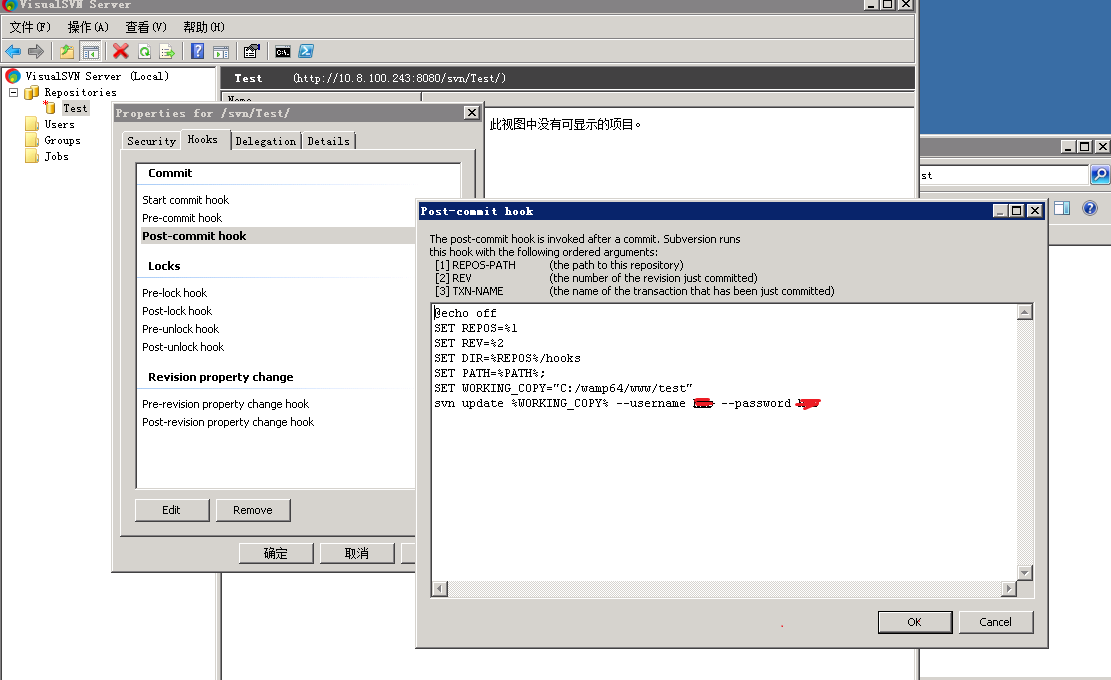 VisualSVN Server
文件(F) 操作(A) 查看(V) 帮助(H)
VisualSVN Server (Local)
Repositories
Test
Users
Groups
Jobs
Test (http://10.8.100.243:8080/svn/Test/)
Name
此视图中没有可显示的项目。
Properties for /svn/Test/
Security Hooks Delegation Details
Commit
Start commit hook
Pre-commit hook
Post-commit hook
Locks
Pre-lock hook
Post-lock hook
Pre-unlock hook
Post-unlock hook
Revision property change
Pre-revision property change hook
Post-revision property change hook
Edit Remove
确定 取消
Post-commit hook
The post-commit hook is invoked after a commit. Subversion runs
this hook with the following ordered arguments:
[1] REPOS-PATH (the path to this repository)
[2] REV (the number of the revision just committed)
[3] TXN-NAME (the name of the transaction that has been just committed)
@echo off
SET REPOS=%1
SET REV=%2
SET DIR=%REPOS%/hooks
SET PATH=%PATH%;
SET WORKING_COPY="C:/wamp64/www/test"
svn update %WORKING_COPY% --username --password
OK Cancel